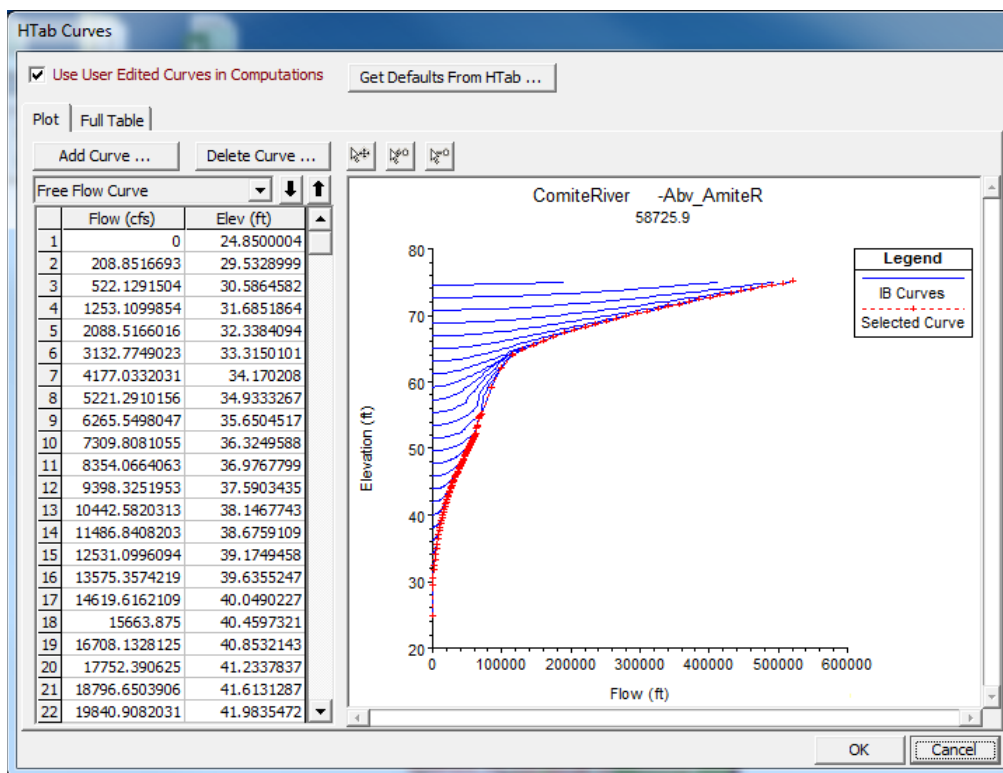 HTab Curves
Use User Edited Curves in Computations
Get Defaults From HTab ...
Plot
Full Table
Add Curve ...
Delete Curve ...
Free Flow Curve
Flow (cfs) Elev (ft)
1 0 24.8500004
2 208.8516693 29.5328999
3 522.1291504 30.5864582
4 1253.1099854 31.6851864
5 2088.5166016 32.3384094
6 3132.7749023 33.3150101
7 4177.0332031 34.170208
8 5221.2910156 34.9333267
9 6265.5498047 35.6504517
10 7309.8081055 36.3249588
11 8354.0664063 36.9767799
12 9398.3251953 37.5903435
13 10442.5820313 38.1467743
14 11486.8408203 38.6759109
15 12531.0996094 39.1749458
16 13575.3574219 39.6355247
17 14619.6162109 40.0490227
18 15663.875 40.4597321
19 16708.1328125 40.8532143
20 17752.390625 41.2337837
21 18796.6503906 41.6131287
22 19840.9082031 41.9835472
ComiteRiver -Abv_AmiteR
58725.9
80
70
60
50
40
30
20
Elevation (ft)
0 100000 200000 300000 400000 500000 600000
Flow (ft)
Legend
IB Curves
Selected Curve
OK
Cancel